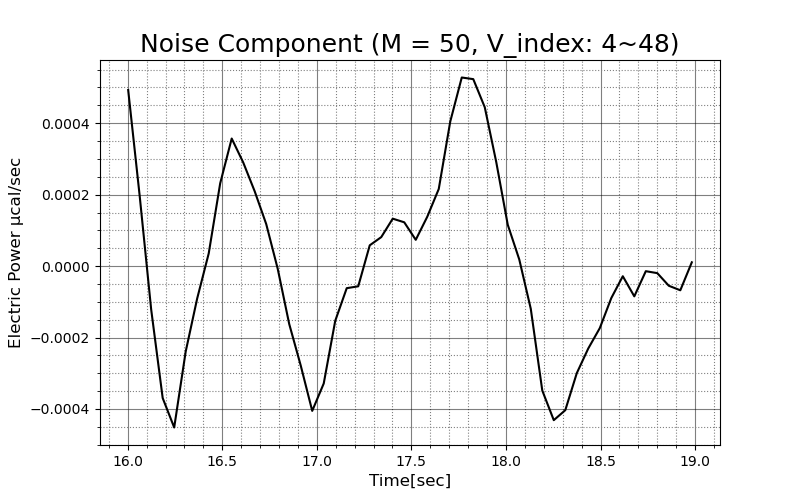 Noise Component (M = 50, V_index: 4~48)
Electric Power μcal/sec
0.0004
0.0002
0.0000
−0.0002
−0.0004
16.0 16.5 17.0 17.5 18.0 18.5 19.0
Time[sec]